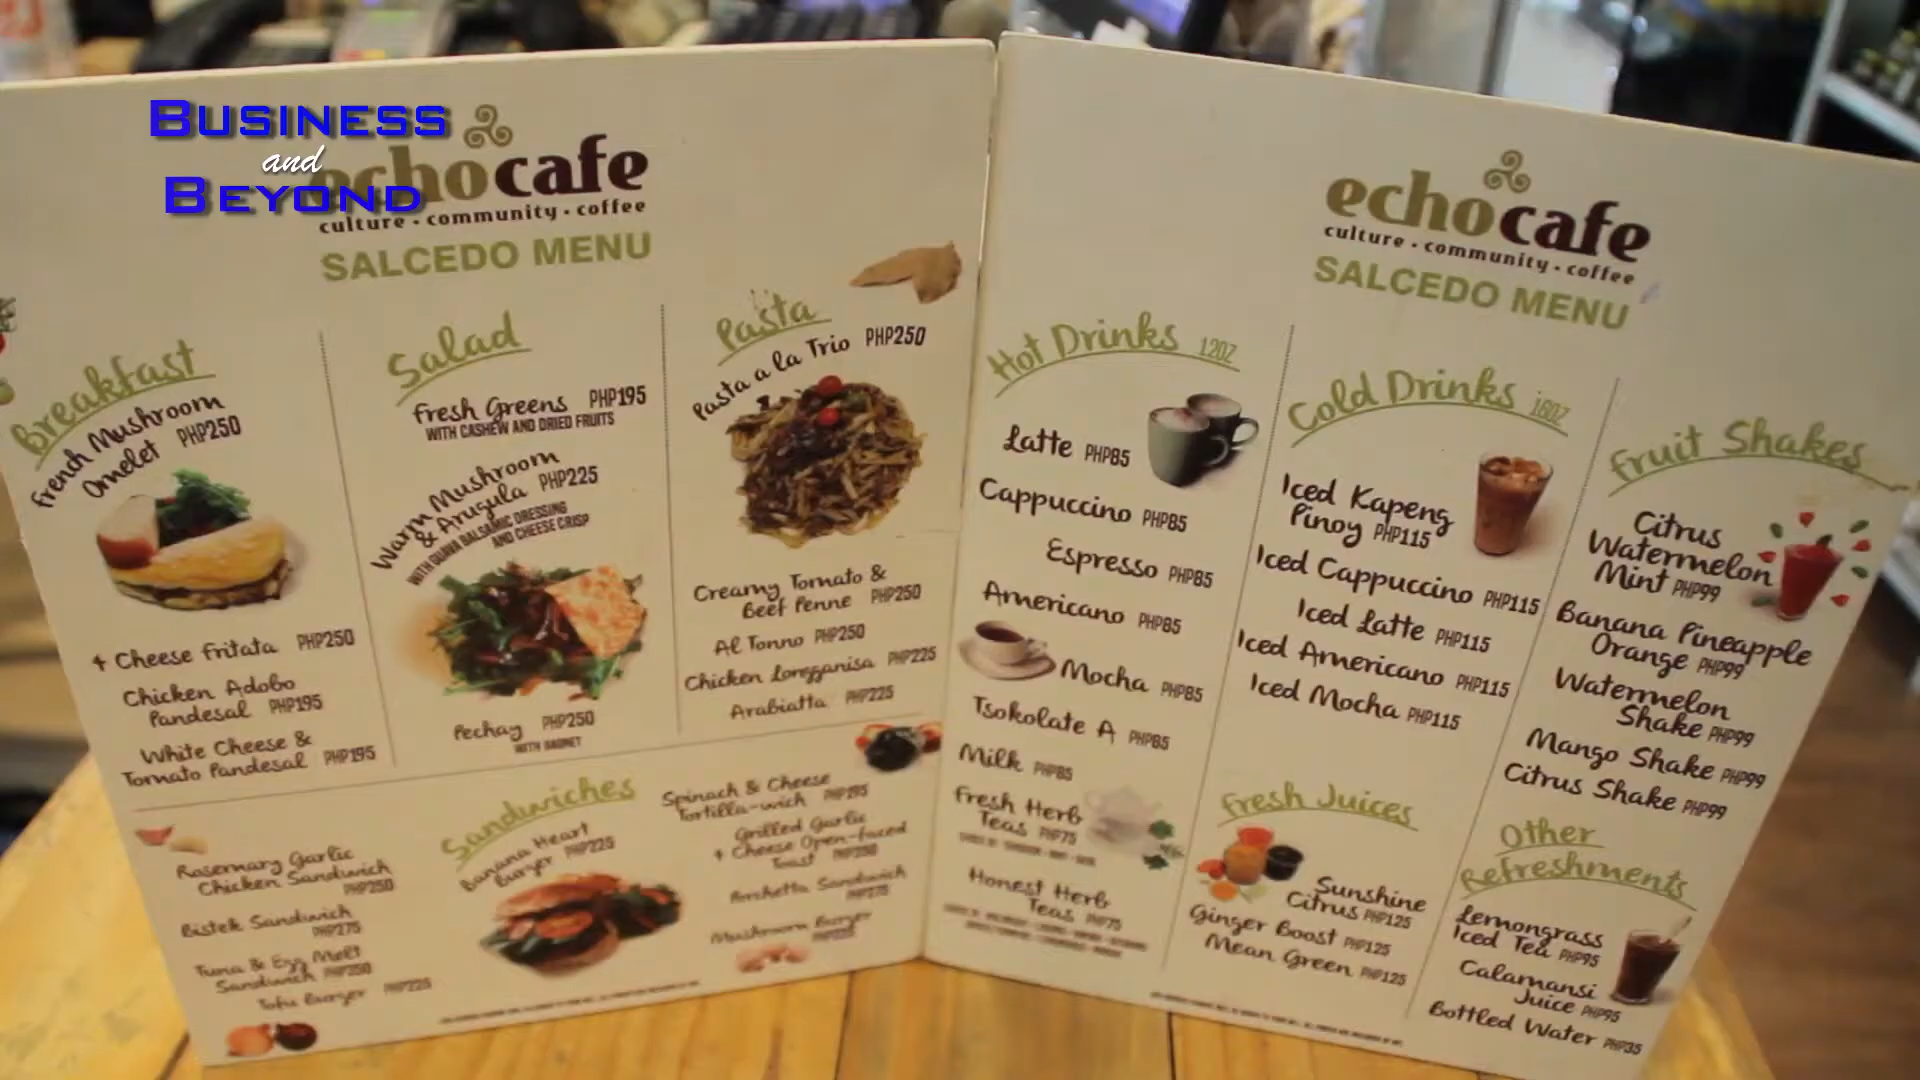 BUSINESS
and
BEYOND
echocafe
culture · community · coffee
SALCEDO MENU
Breakfast
French Mushroom
Omelet PHP250
4 Cheese Fritata PHP250
Chicken Adobo
Pandesal PHP195
White Cheese &
Tomato Pandesal PHP195
Salad
Fresh Greens PHP195
WITH CASHEW AND DRIED FRUITS
Warm Mushroom
& Arugula PHP225
WITH GUAVA BALSAMIC DRESSING
AND CHEESE CRISP
Pechay PHP250
WITH BAGNET
Pasta
Pasta a la Trio PHP250
Creamy Tomato &
Beef Penne PHP250
Al Tonno PHP250
Chicken Longganisa PHP225
Arabiatta PHP225
Sandwiches
Rosemary Garlic
Chicken Sandwich
PHP250
Bistek Sandwich
PHP275
Tuna & Egg Melt
Sandwich PHP250
Tofu Burger PHP225
Banana Heart
Burger PHP225
Spinach & Cheese
Tortilla-wich PHP195
Grilled Garlic
4 Cheese Open-faced
Toast
Porchetta Sandwich
PHP275
Mushroom Burger
echocafe
culture · community · coffee
SALCEDO MENU
Hot Drinks 12OZ
Latte PHP85
Cappuccino PHP85
Espresso PHP85
Americano PHP85
Mocha PHP85
Tsokolate A PHP85
Milk PHP85
Fresh Herb
Teas PHP75
Honest Herb
Teas PHP75
Cold Drinks 16OZ
Iced Kapeng
Pinoy PHP115
Iced Cappuccino PHP115
Iced Latte PHP115
Iced Americano PHP115
Iced Mocha PHP115
Fresh Juices
Sunshine
Citrus PHP125
Ginger Boost PHP125
Mean Green PHP125
Fruit Shakes
Citrus
Watermelon
Mint PHP99
Banana Pineapple
Orange PHP99
Watermelon
Shake PHP99
Mango Shake PHP99
Citrus Shake PHP99
Other
Refreshments
Lemongrass
Iced Tea PHP95
Calamansi
Juice PHP95
Bottled Water PHP35